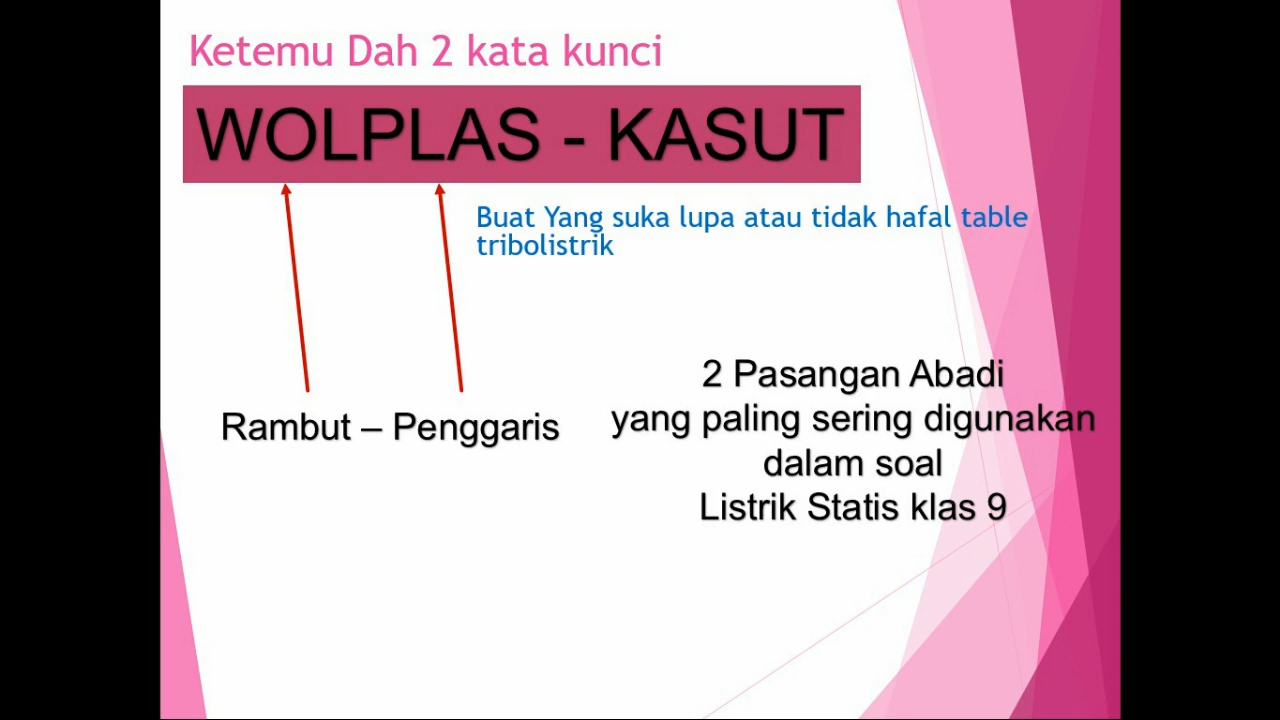 Ketemu Dah 2 kata kunci
WOLPLAS - KASUT
Buat Yang suka lupa atau tidak hafal table
tribolistrik
Rambut – Penggaris
2 Pasangan Abadi
yang paling sering digunakan
dalam soal
Listrik Statis klas 9